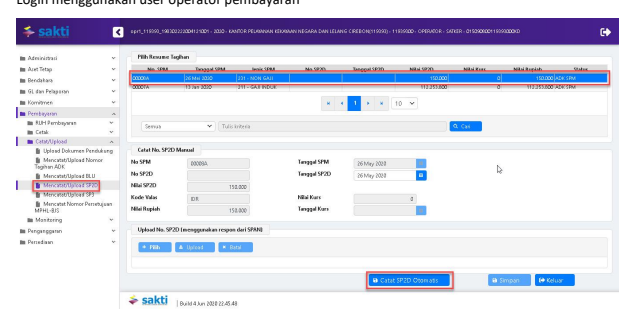 Login menggunakan user pembayaran operator
sakti
opr1_119393_198303222004121001 - 2020 - KANTOR PELAYANAN KEKAYAAN NEGARA DAN LELANG CIREBON(119393) - 11939300 - OPERATOR - SATKER - 015090800119393000KD
Administrasi
Aset Tetap
Bendahara
GL dan Pelaporan
Komitmen
Pembayaran
RUH Pembayaran
Cetak
Catat/Upload
Upload Dokumen Pendukung
Mencatat/Upload Nomor
Tagihan ADK
Mencatat/Upload BLU
Mencatat/Upload SP2D
Mencatat/Upload SP3
Mencatat Nomor Persetujuan
MPHL-BJS
Monitoring
Penganggaran
Persediaan
Pilih Resume Tagihan
No. SPM Tanggal SPM Jenis SPM No SP2D Tanggal SP2D Nilai SP2D Nilai Kurs Nilai Rupiah Status
00008A 26 Mei 2020 231 - NON GAJI 150.000 0 150.000 ADK SPM
00001A 13 Jan 2020 211 - GAJI INDUK 112.253.800 0 112.253.800 ADK SPM
1 10
Semua Tulis kriteria Cari
Catat No. SP2D Manual
No SPM 00008A Tanggal SPM 26 May 2020
No SP2D Tanggal SP2D 26 May 2020
Nilai SP2D 150.000
Kode Valas IDR Nilai Kurs 0
Nilai Rupiah 150.000 Tanggal Kurs
Upload No. SP2D (menggunakan respon dari SPAN)
+ Pilih Upload Batal
Catat SP2D Otomatis Simpan Keluar
sakti Build 4 Jun 2020 22.45.48